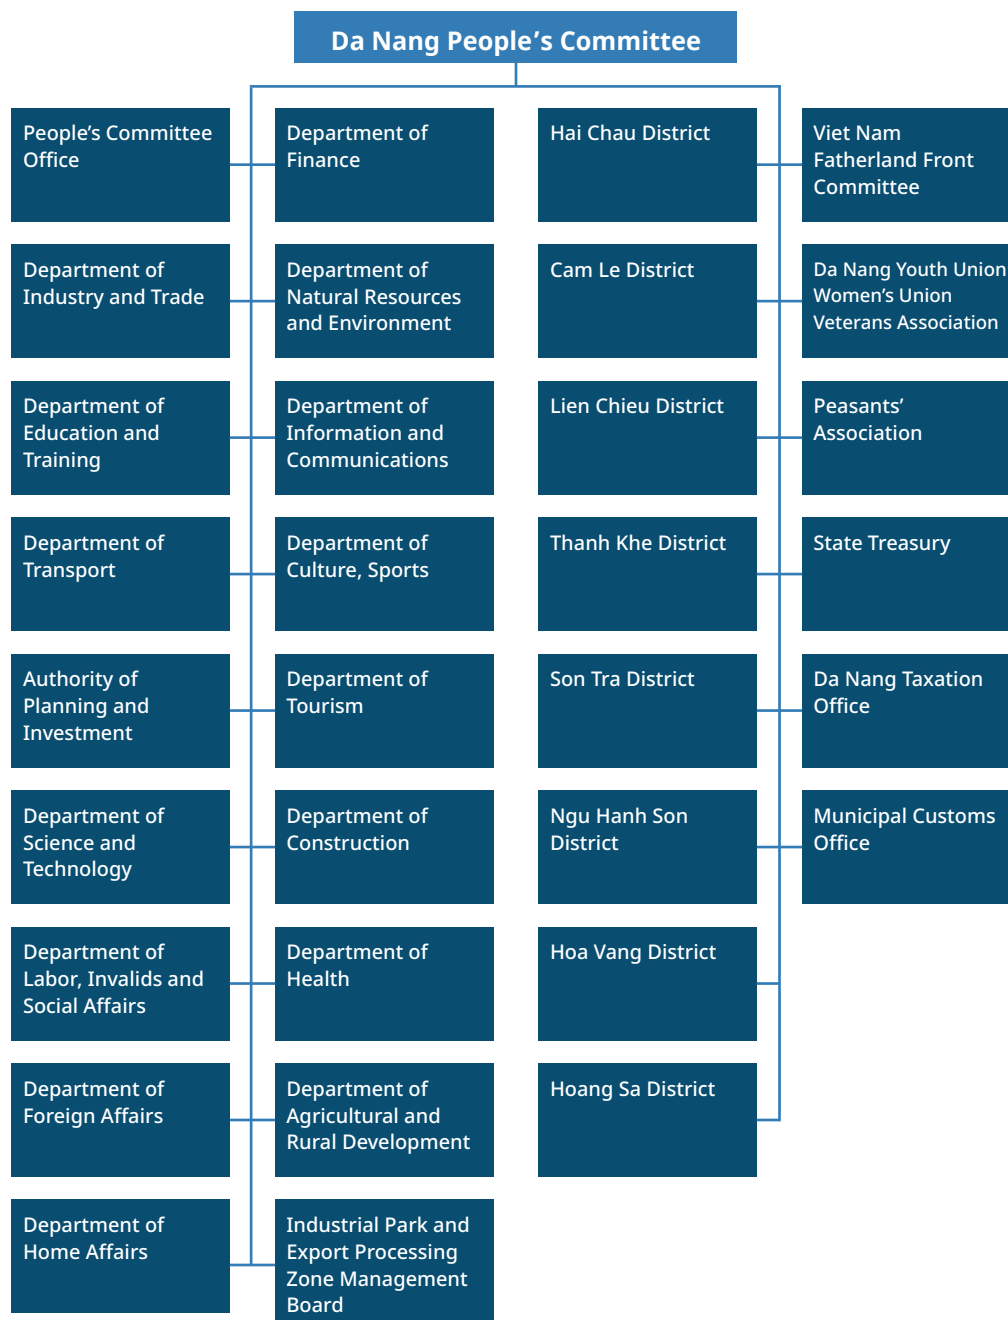 Da Nang People’s Committee
People’s Committee
Office
Department of
Finance
Hai Chau District
Viet Nam
Fatherland Front
Committee
Department of
Industry and Trade
Department of
Natural Resources
and Environment
Cam Le District
Da Nang Youth Union
Women’s Union
Veterans Association
Department of
Education and
Training
Department of
Information and
Communications
Lien Chieu District
Peasants’
Association
Department of
Transport
Department of
Culture, Sports
Thanh Khe District
State Treasury
Authority of
Planning and
Investment
Department of
Tourism
Son Tra District
Da Nang Taxation
Office
Department of
Science and
Technology
Department of
Construction
Ngu Hanh Son
District
Municipal Customs
Office
Department of
Labor, Invalids and
Social Affairs
Department of
Health
Hoa Vang District
Department of
Foreign Affairs
Department of
Agricultural and
Rural Development
Hoang Sa District
Department of
Home Affairs
Industrial Park and
Export Processing
Zone Management
Board